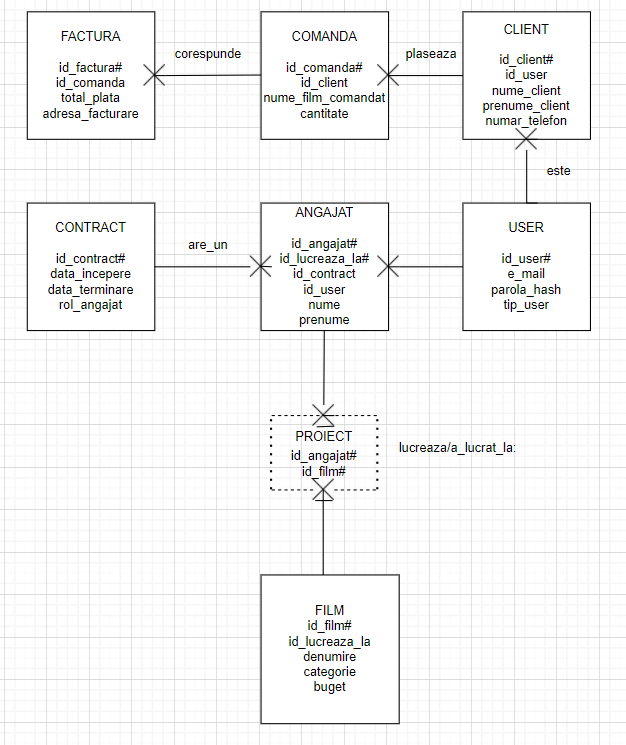 FACTURA
id_factura#
id_comanda
total_plata
adresa_facturare
corespunde
COMANDA
id_comanda#
id_client
nume_film_comandat
cantitate
plaseaza
CLIENT
id_client#
id_user
nume_client
prenume_client
numar_telefon
este
CONTRACT
id_contract#
data_incepere
data_terminare
rol_angajat
are_un
ANGAJAT
id_angajat#
id_lucreaza_la#
id_contract
id_user
nume
prenume
USER
id_user#
e_mail
parola_hash
tip_user
PROIECT
id_angajat#
id_film#
lucreaza/a_lucrat_la:
FILM
id_film#
id_lucreaza_la
denumire
categorie
buget